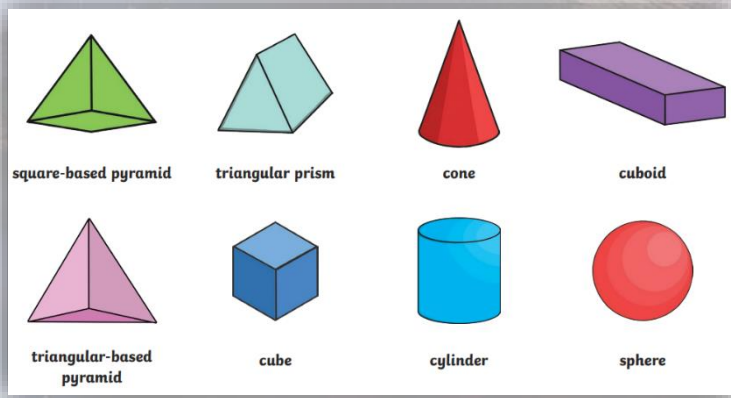 square-based pyramid
triangular prism
cone
cuboid
triangular-based
pyramid
cube
cylinder
sphere